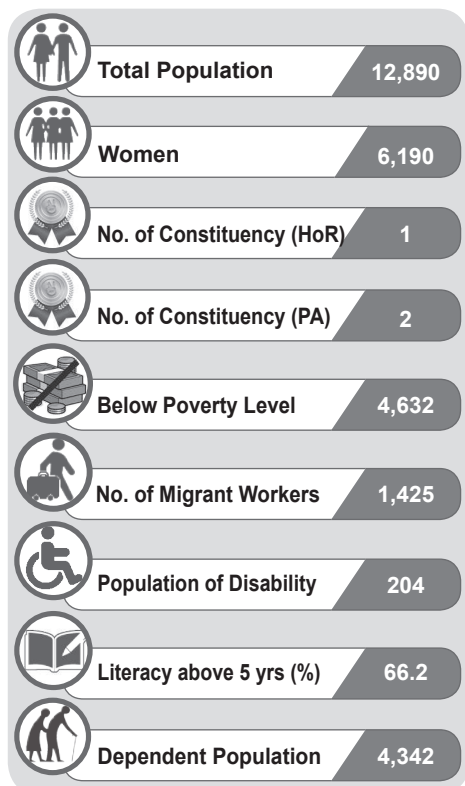 Total Population 12,890
Women 6,190
No. of Constituency (HoR) 1
No. of Constituency (PA) 2
Below Poverty Level 4,632
No. of Migrant Workers 1,425
Population of Disability 204
Literacy above 5 yrs (%) 66.2
Dependent Population 4,342